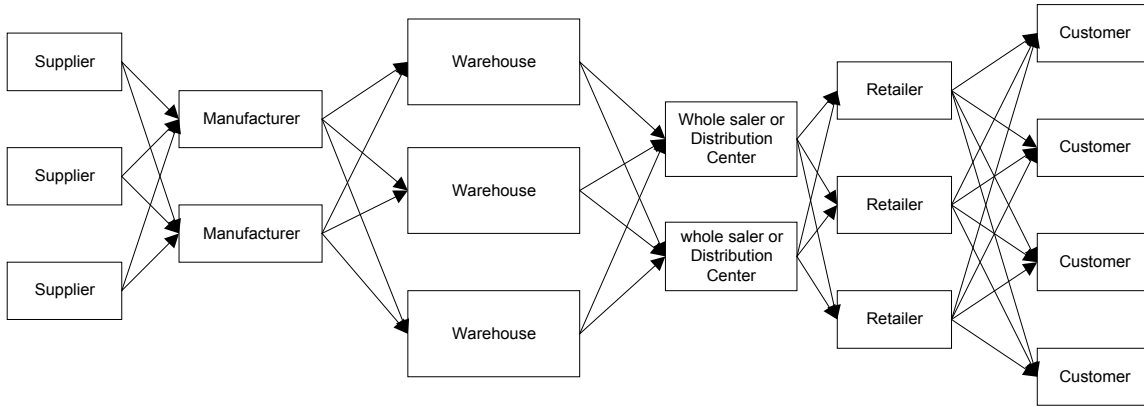 Supplier
Supplier
Supplier
Manufacturer
Manufacturer
Warehouse
Warehouse
Warehouse
Whole saler or
Distribution
Center
whole saler or
Distribution
Center
Retailer
Retailer
Retailer
Customer
Customer
Customer
Customer